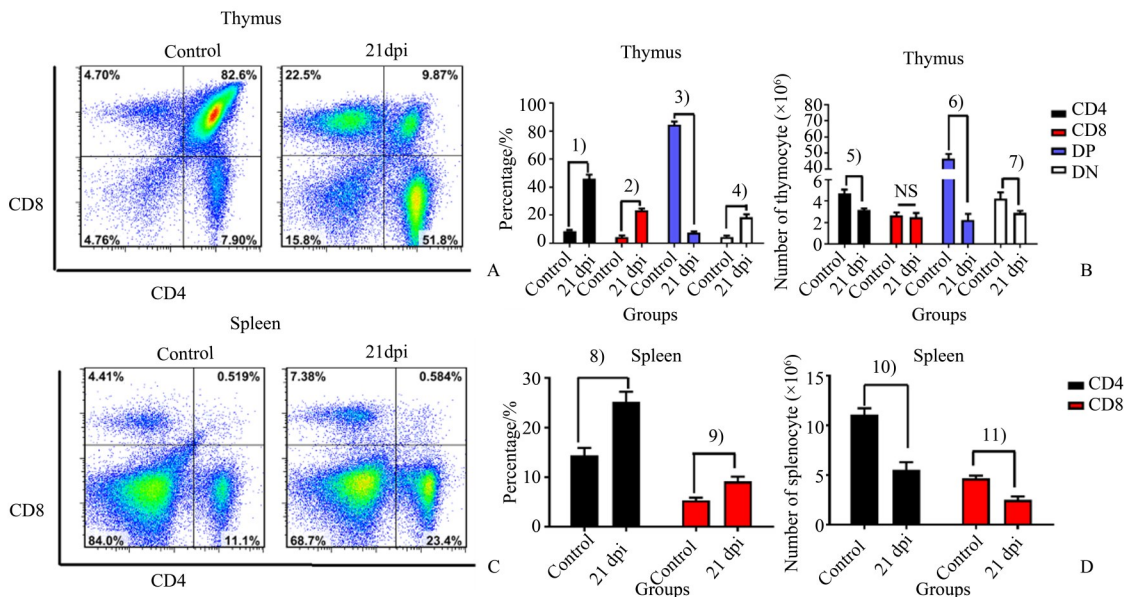 Thymus
Control
21dpi
4.70%
82.6%
22.5%
9.87%
4.76%
7.90%
15.8%
51.8%
CD8
CD4
A
Thymus
Percentage/%
100
80
60
40
20
0
1)
2)
3)
4)
Control
21 dpi
Control
21 dpi
Control
21 dpi
Control
21 dpi
Groups
Thymus
Number of thymocyte (×10⁶)
80
70
60
50
40
6
4
2
0
5)
NS
6)
7)
Control
21 dpi
Control
21 dpi
Control
21 dpi
Control
21 dpi
Groups
CD4
CD8
DP
DN
B
Spleen
Control
21dpi
4.41%
0.519%
7.38%
0.584%
84.0%
11.1%
68.7%
23.4%
CD8
CD4
C
Spleen
Percentage/%
30
20
10
0
8)
9)
Control
21 dpi
Control
21 dpi
Groups
Spleen
Number of splenocyte (×10⁶)
15
10
5
0
10)
11)
Control
21 dpi
Control
21 dpi
Groups
CD4
CD8
D